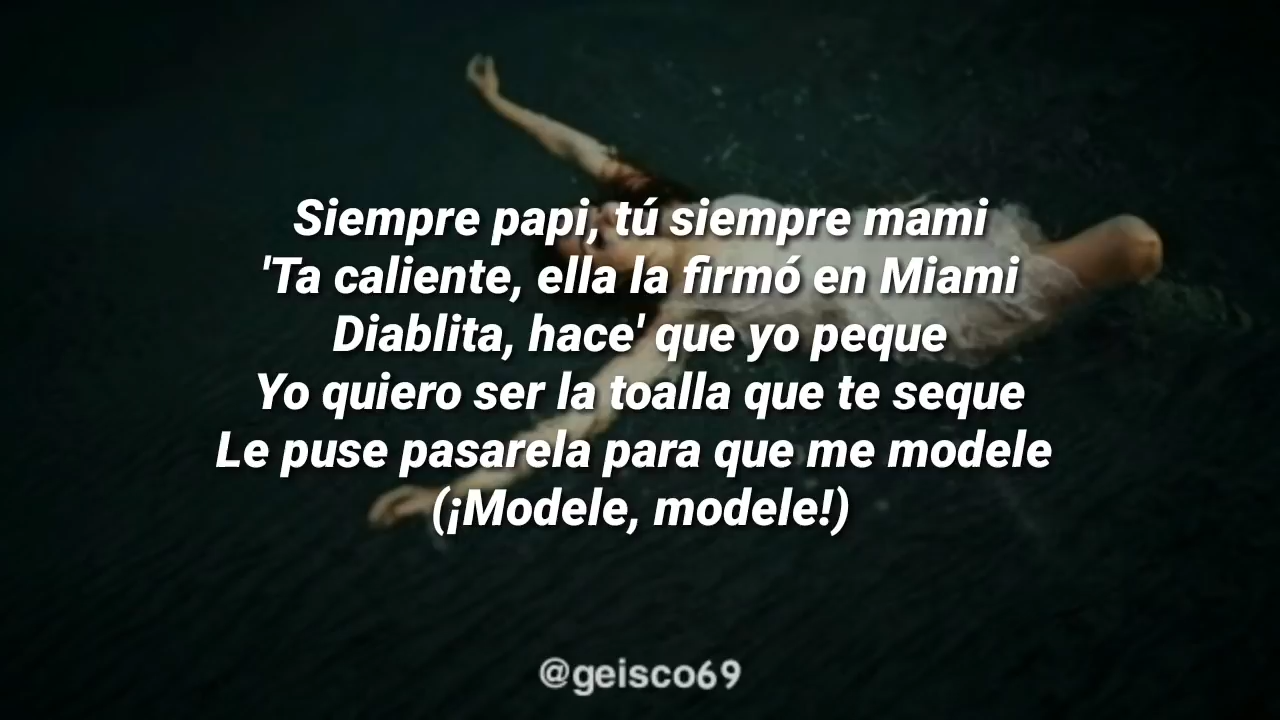 Siempre papi, tú siempre mami
'Ta caliente, ella la firmó en Miami
Diablita, hace' que yo peque
Yo quiero ser la toalla que te seque
Le puse pasarela para que me modele
(¡Modele, modele!)
@geisco69